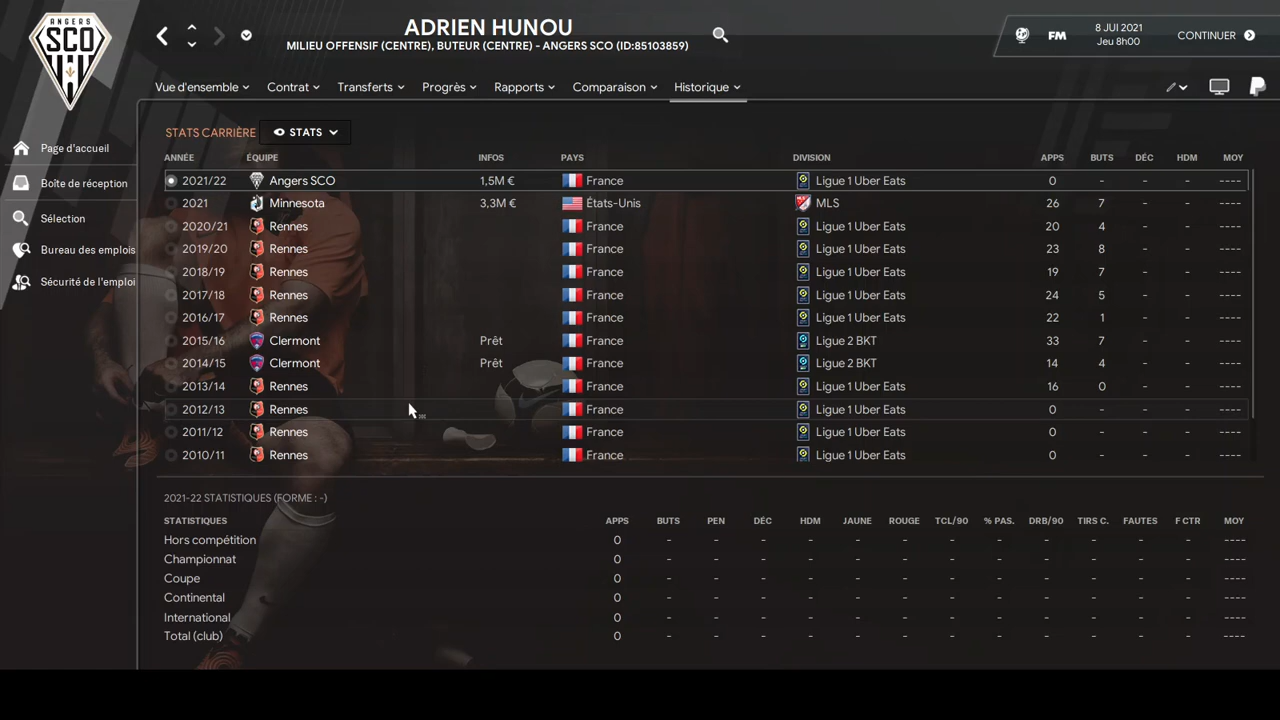 ANGERS
SCO
ADRIEN HUNOU
MILIEU OFFENSIF (CENTRE), BUTEUR (CENTRE) - ANGERS SCO (ID:85103859)
FM
8 JUI 2021
Jeu 8h00
CONTINUER
Vue d'ensemble
Contrat
Transferts
Progrès
Rapports
Comparaison
Historique
Page d'accueil
Boîte de réception
Sélection
Bureau des emplois
Sécurité de l'emploi
STATS CARRIÈRE STATS
ANNÉE ÉQUIPE INFOS PAYS DIVISION APPS BUTS DÉC HDM MOY
2021/22 Angers SCO 1,5M € France Ligue 1 Uber Eats 0 - - - ----
2021 Minnesota 3,3M € États-Unis MLS 26 7 - - ----
2020/21 Rennes France Ligue 1 Uber Eats 20 4 - - ----
2019/20 Rennes France Ligue 1 Uber Eats 23 8 - - ----
2018/19 Rennes France Ligue 1 Uber Eats 19 7 - - ----
2017/18 Rennes France Ligue 1 Uber Eats 24 5 - - ----
2016/17 Rennes France Ligue 1 Uber Eats 22 1 - - ----
2015/16 Clermont Prêt France Ligue 2 BKT 33 7 - - ----
2014/15 Clermont Prêt France Ligue 2 BKT 14 4 - - ----
2013/14 Rennes France Ligue 1 Uber Eats 16 0 - - ----
2012/13 Rennes France Ligue 1 Uber Eats 0 - - - ----
2011/12 Rennes France Ligue 1 Uber Eats 0 - - - ----
2010/11 Rennes France Ligue 1 Uber Eats 0 - - - ----
2021-22 STATISTIQUES (FORME : -)
STATISTIQUES APPS BUTS PEN DÉC HDM JAUNE ROUGE TCL/90 % PAS. DRB/90 TIRS C. FAUTES F CTR MOY
Hors compétition 0 - - - - - - - - - - - - ----
Championnat 0 - - - - - - - - - - - - ----
Coupe 0 - - - - - - - - - - - - ----
Continental 0 - - - - - - - - - - - - ----
International 0 - - - - - - - - - - - - ----
Total (club) 0 - - - - - - - - - - - - ----